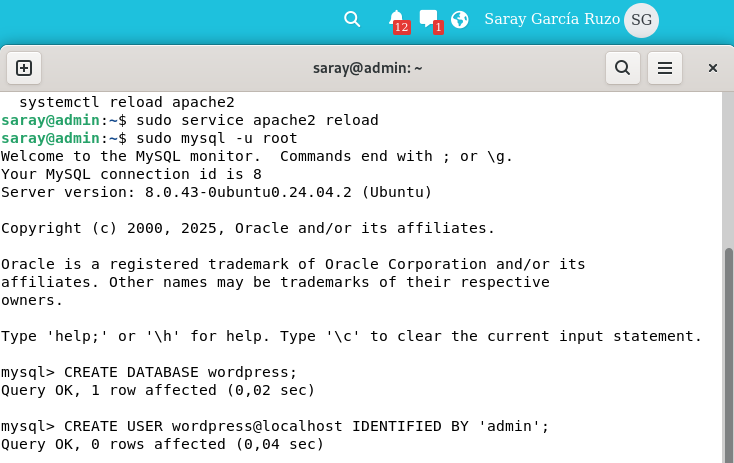 12 1 Saray García Ruzo SG
saray@admin: ~
systemctl reload apache2
saray@admin:~$ sudo service apache2 reload
saray@admin:~$ sudo mysql -u root
Welcome to the MySQL monitor.  Commands end with ; or \g.
Your MySQL connection id is 8
Server version: 8.0.43-0ubuntu0.24.04.2 (Ubuntu)
Copyright (c) 2000, 2025, Oracle and/or its affiliates.
Oracle is a registered trademark of Oracle Corporation and/or its
affiliates. Other names may be trademarks of their respective
owners.
Type 'help;' or '\h' for help. Type '\c' to clear the current input statement.
mysql> CREATE DATABASE wordpress;
Query OK, 1 row affected (0,02 sec)
mysql> CREATE USER wordpress@localhost IDENTIFIED BY 'admin';
Query OK, 0 rows affected (0,04 sec)